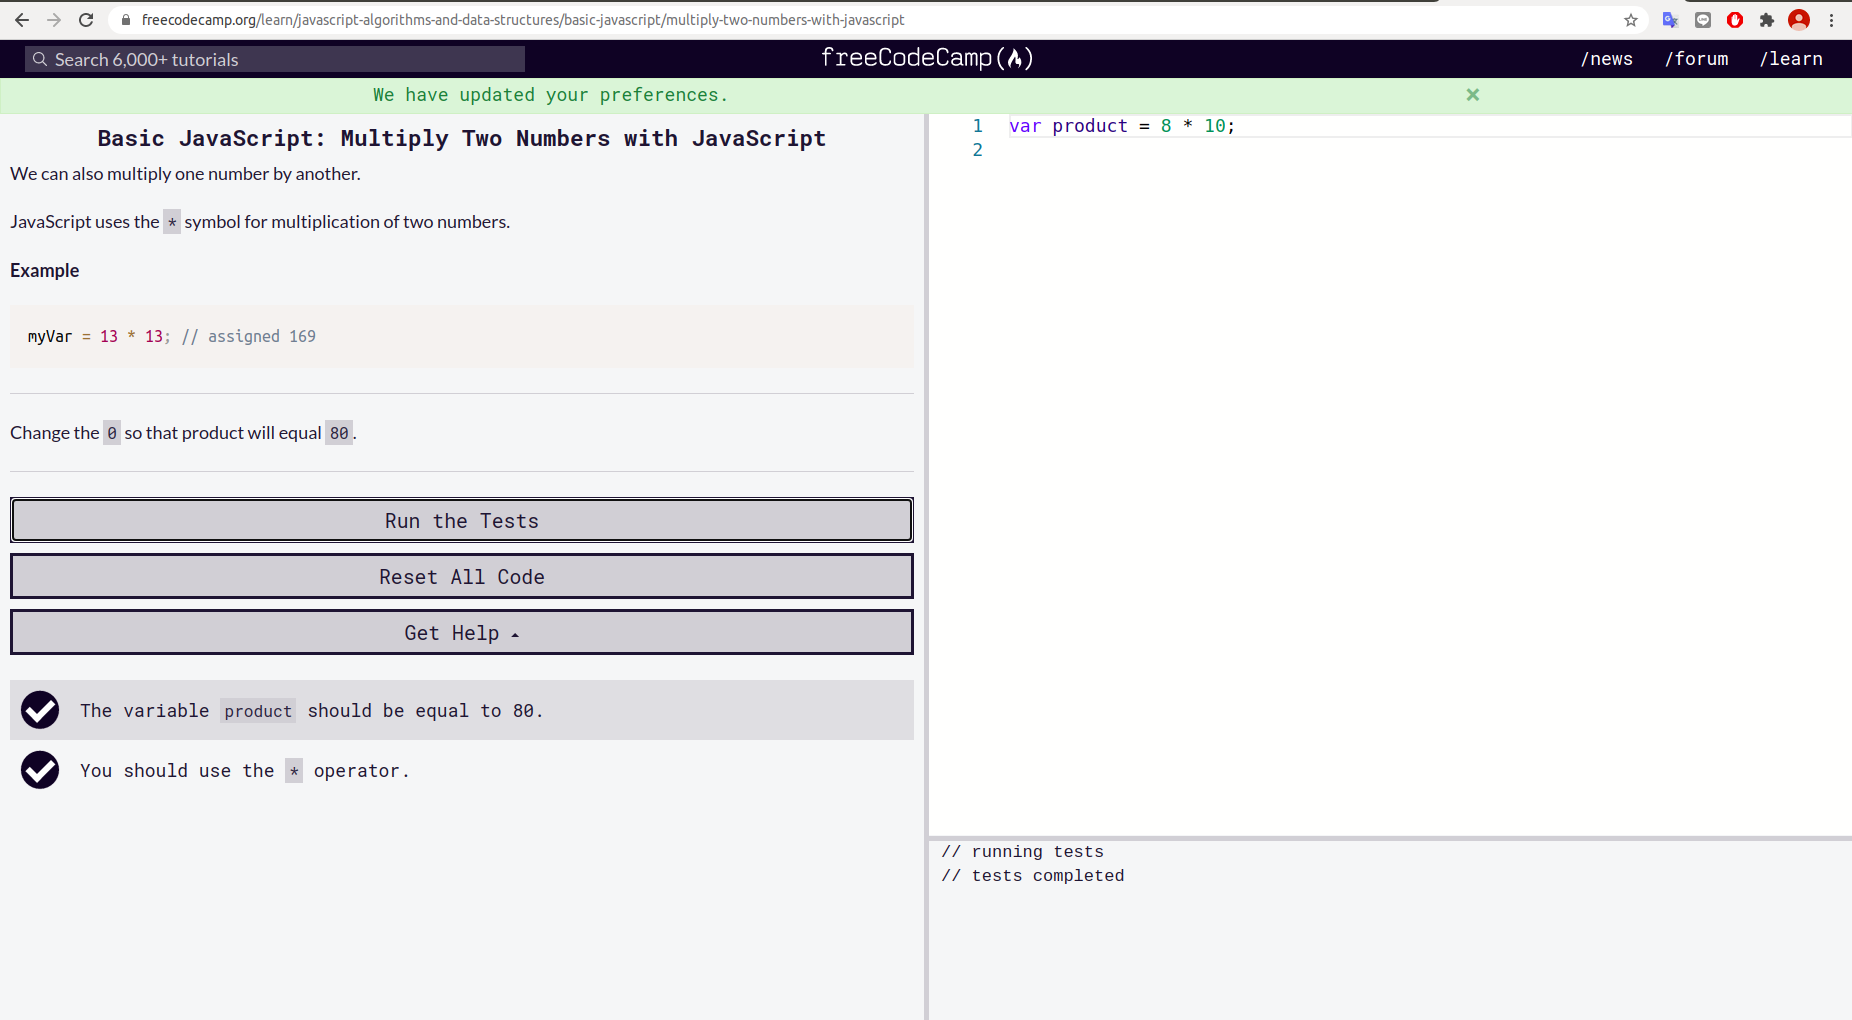 freecodecamp.org/learn/javascript-algorithms-and-data-structures/basic-javascript/multiply-two-numbers-with-javascript
Search 6,000+ tutorials
freeCodeCamp
/news /forum /learn
We have updated your preferences.
Basic JavaScript: Multiply Two Numbers with JavaScript
We can also multiply one number by another.
JavaScript uses the * symbol for multiplication of two numbers.
Example
myVar = 13 * 13; // assigned 169
Change the 0 so that product will equal 80.
Run the Tests
Reset All Code
Get Help
The variable product should be equal to 80.
You should use the * operator.
1 var product = 8 * 10;
2
// running tests
// tests completed